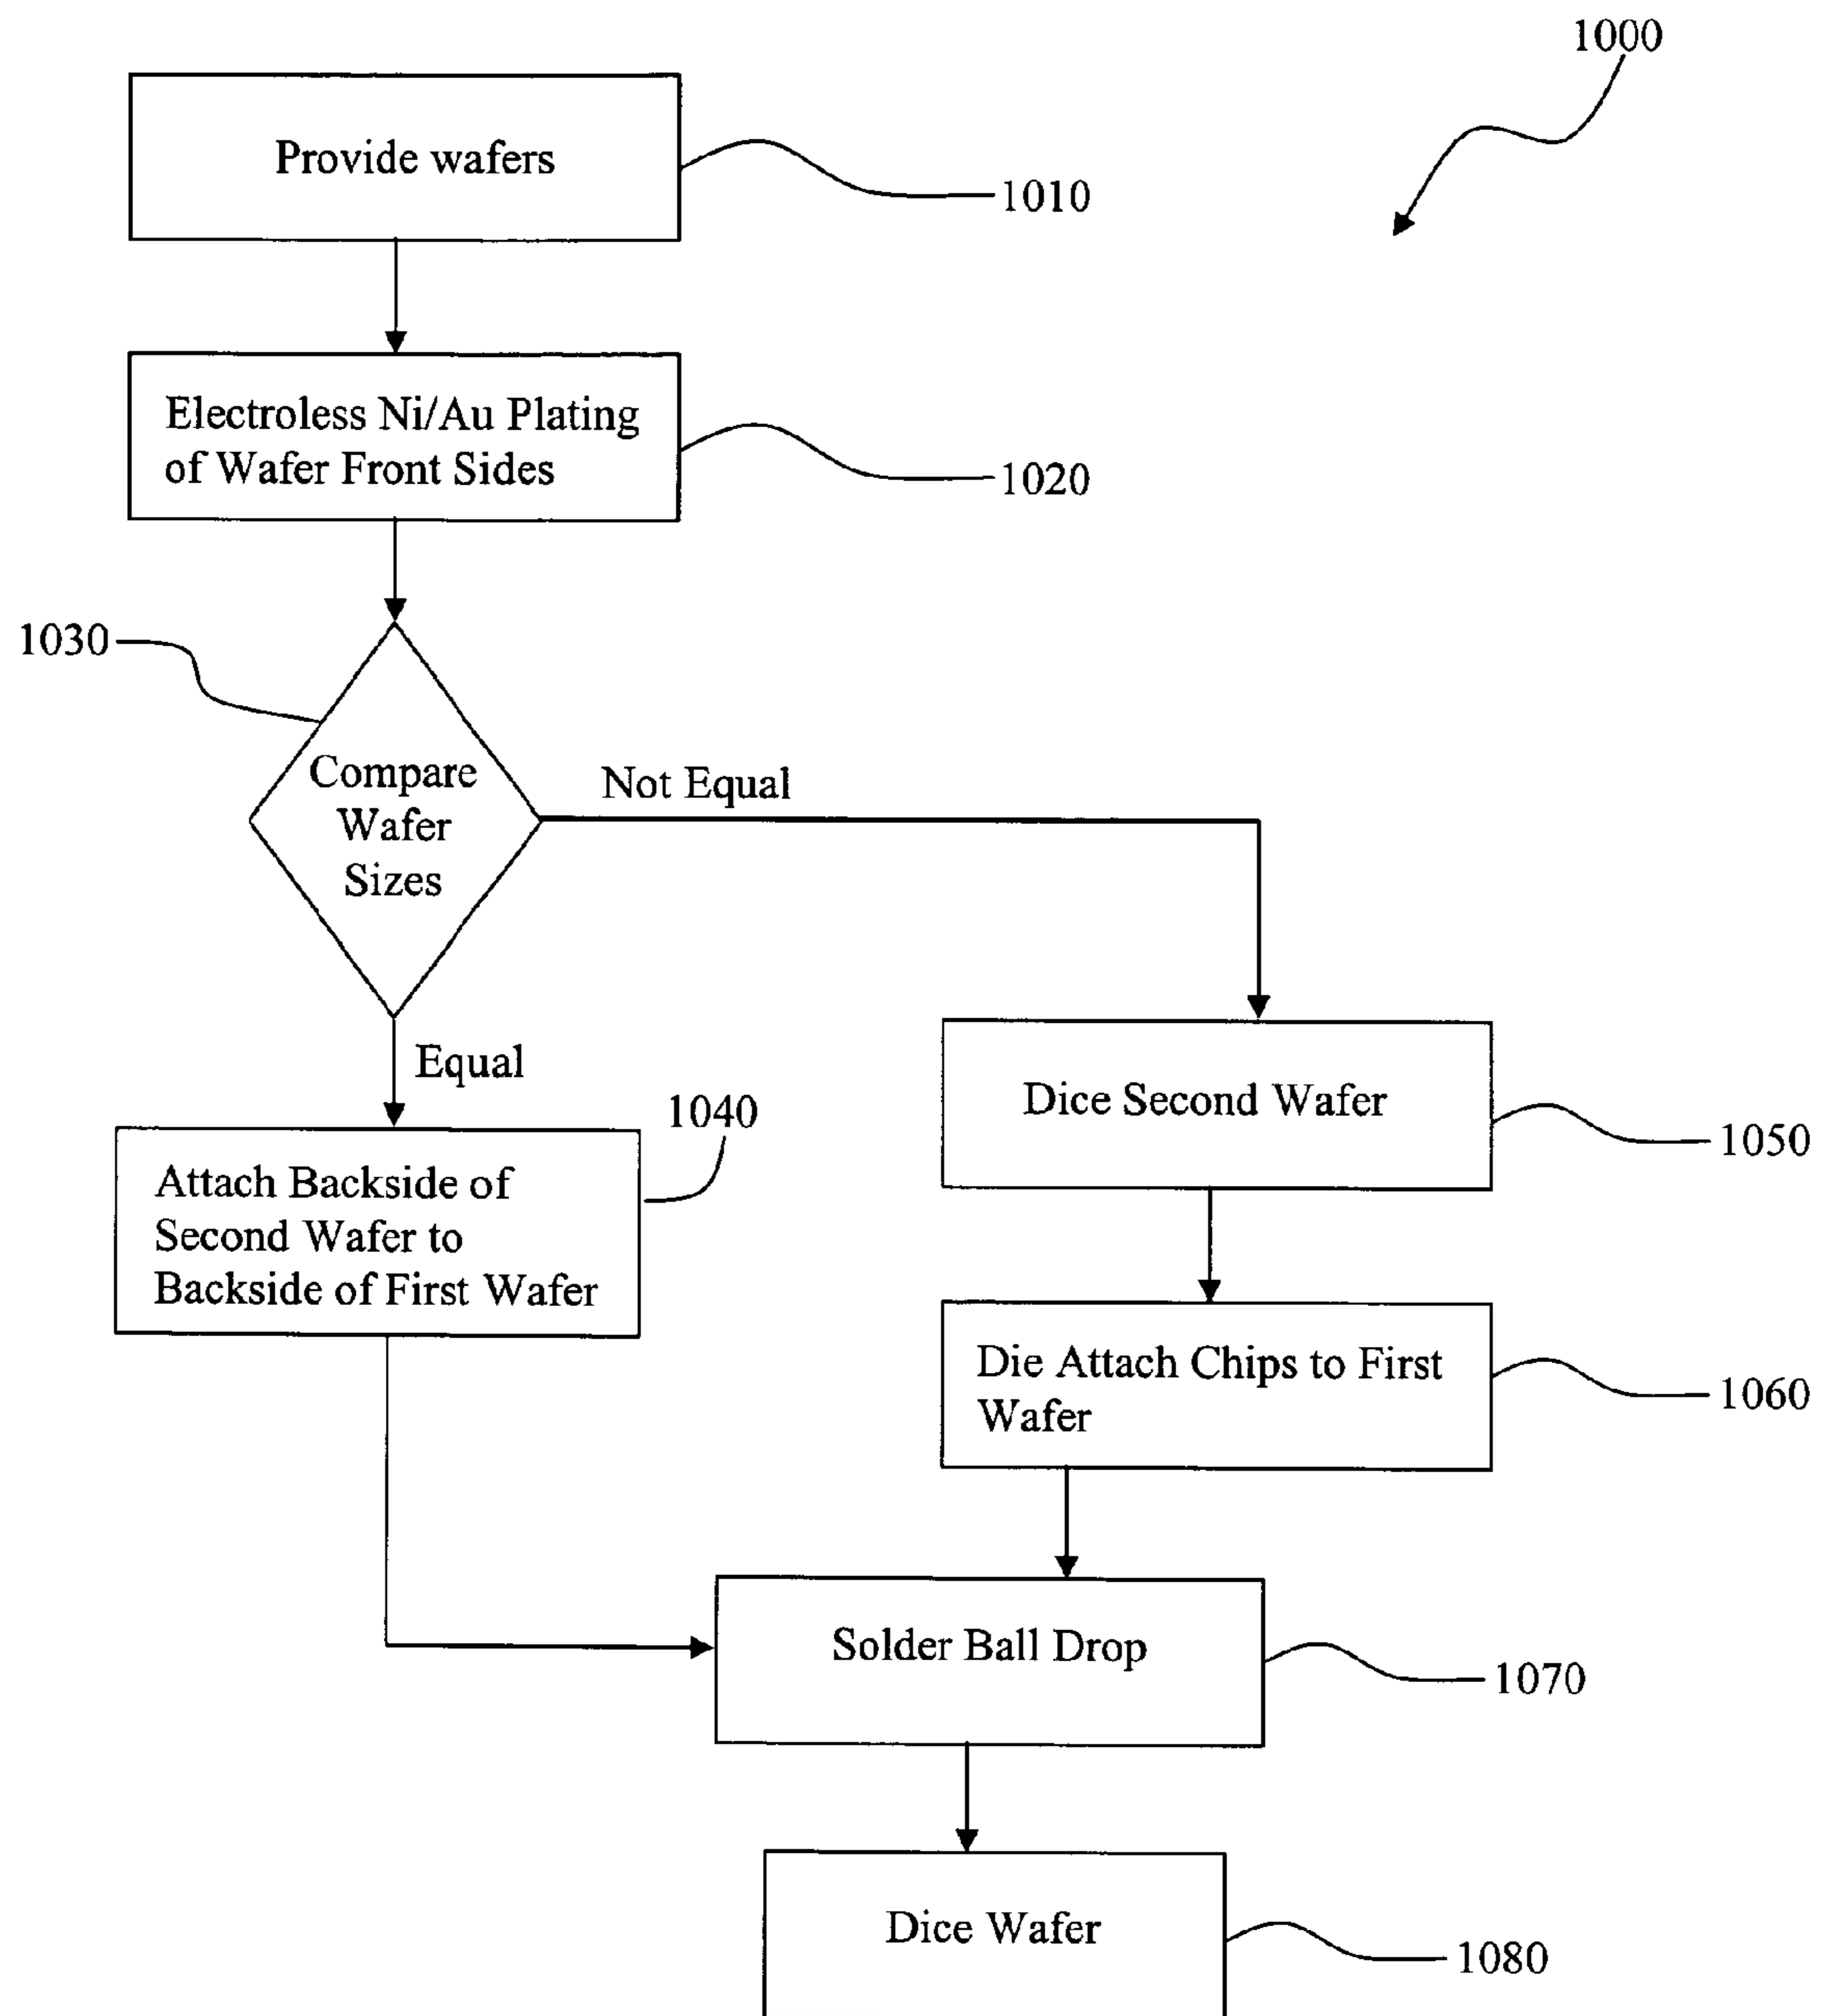 1000
Provide wafers
1010
Electroless Ni/Au Plating
of Wafer Front Sides
1020
1030
Compare
Wafer
Sizes
Not Equal
Equal
1040
Attach Backside of
Second Wafer to
Backside of First Wafer
Dice Second Wafer
1050
Die Attach Chips to First
Wafer
1060
Solder Ball Drop
1070
Dice Wafer
1080